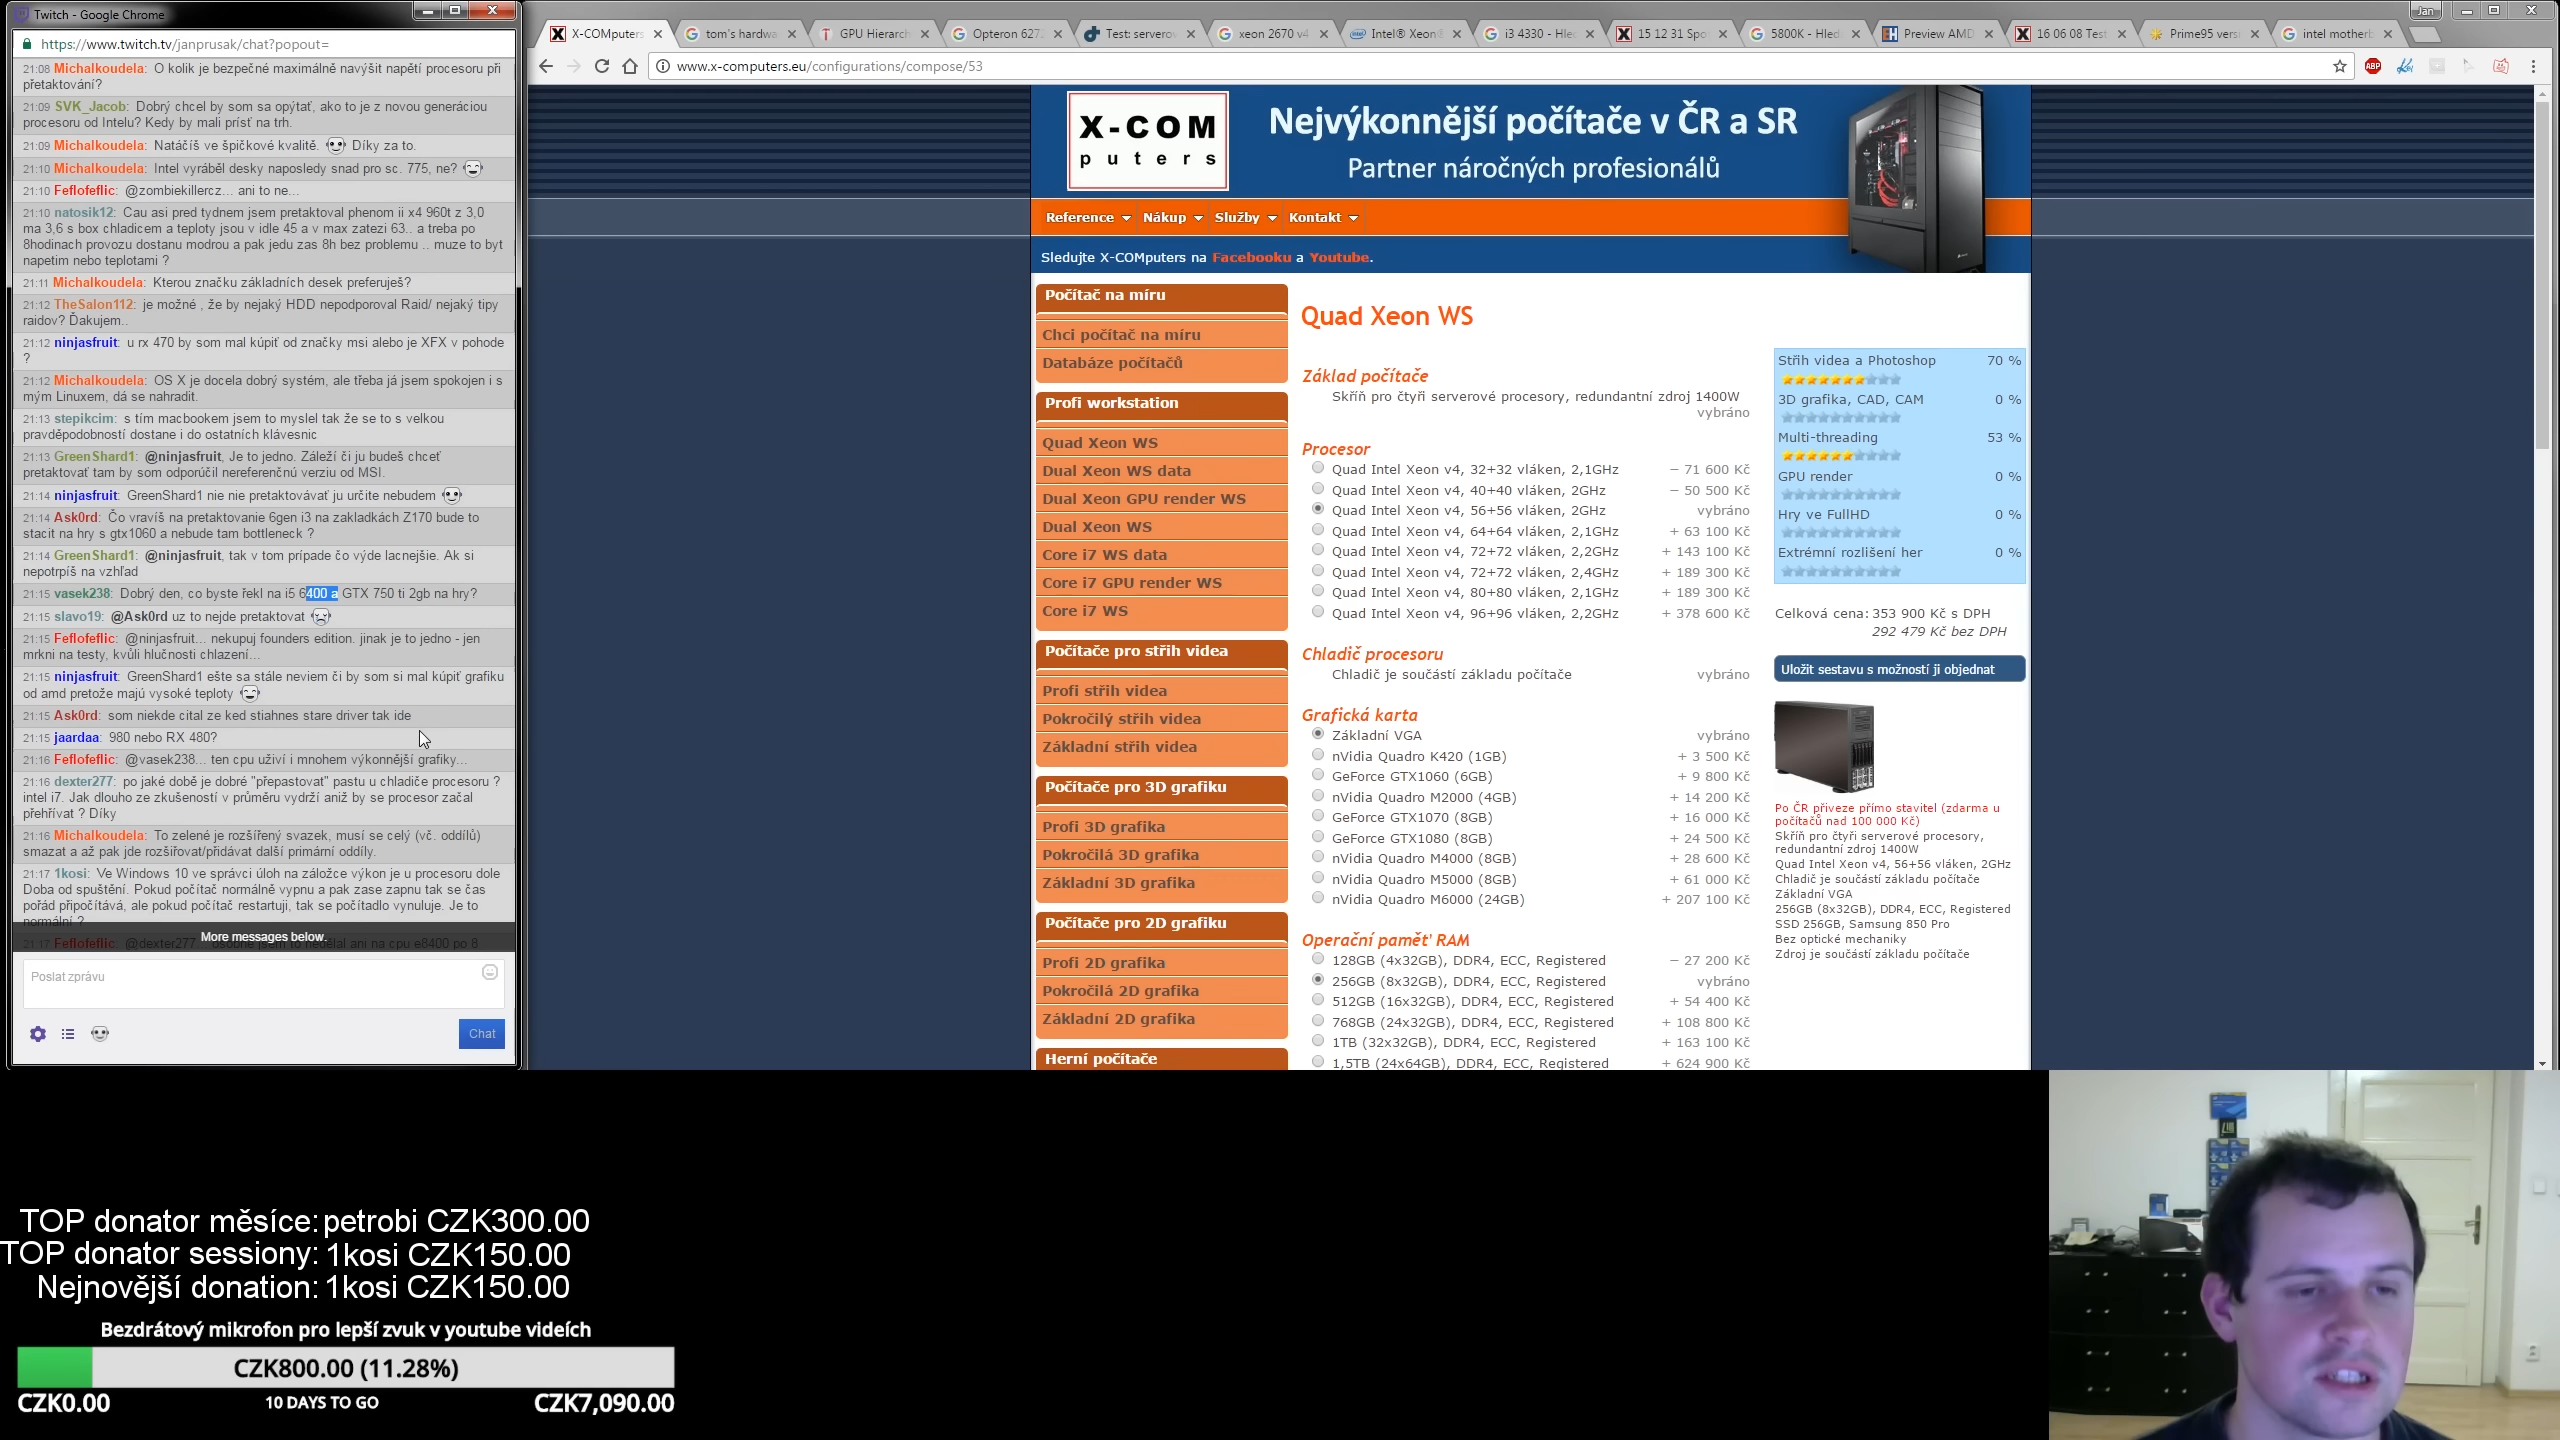 Twitch - Google Chrome
https://www.twitch.tv/janprusak/chat?popout=
21:08 Michalkoudela: O kolik je bezpečné maximálně navýšit napětí procesoru při
přetaktování?
21:09 SVK_Jacob: Dobrý chcel by som sa opýtať, ako to je z novou generáciou
procesoru od Intelu? Kedy by mali prísť na trh.
21:09 Michalkoudela: Natáčíš ve špičkové kvalitě. Díky za to.
21:10 Michalkoudela: Intel vyráběl desky naposledy snad pro sc. 775, ne?
21:10 Feflofeflic: @zombiekillercz... ani to ne...
21:10 natosik12: Cau asi pred tydnem jsem pretaktoval phenom ii x4 960t z 3,0
ma 3,6 s box chladicem a teploty jsou v idle 45 a v max zatezi 63.. a treba po
8hodinach provozu dostanu modrou a pak jedu zas 8h bez problemu .. muze to byt
napetim nebo teplotami ?
21:11 Michalkoudela: Kterou značku základních desek preferuješ?
21:12 TheSalon112: je možné , že by nejaký HDD nepodporoval Raid/ nejaký tipy
raidov? Ďakujem..
21:12 ninjasfruit: u rx 470 by som mal kúpiť od značky msi alebo je XFX v pohode
?
21:12 Michalkoudela: OS X je docela dobrý systém, ale třeba já jsem spokojen i s
mým Linuxem, dá se nahradit.
21:13 stepikcim: s tím macbookem jsem to myslel tak že se to s velkou
pravděpodobností dostane i do ostatních klávesnic
21:13 GreenShard1: @ninjasfruit, Je to jedno. Záleží či ju budeš chceť
pretaktovať tam by som odporúčil nereferenčnú verziu od MSI.
21:14 ninjasfruit: GreenShard1 nie nie pretaktovávať ju určite nebudem
21:14 Ask0rd: Čo vravíš na pretaktovanie 6gen i3 na zakladkách Z170 bude to
stacit na hry s gtx1060 a nebude tam bottleneck ?
21:14 GreenShard1: @ninjasfruit, tak v tom prípade čo výde lacnejšie. Ak si
nepotrpíš na vzhľad
21:15 vasek238: Dobrý den, co byste řekl na i5 6400 a GTX 750 ti 2gb na hry?
21:15 slavo19: @Ask0rd uz to nejde pretaktovat
21:15 Feflofeflic: @ninjasfruit... nekupuj founders edition. jinak je to jedno - jen
mrkni na testy, kvůli hlučnosti chlazení...
21:15 ninjasfruit: GreenShard1 ešte sa stále neviem či by som si mal kúpiť grafiku
od amd pretože majú vysoké teploty
21:15 Ask0rd: som niekde cital ze ked stiahnes stare driver tak ide
21:15 jaardaa: 980 nebo RX 480?
21:16 Feflofeflic: @vasek238... ten cpu uživí i mnohem výkonnější grafiky...
21:16 dexter277: po jaké době je dobré "přepastovat" pastu u chladiče procesoru ?
intel i7. Jak dlouho ze zkušeností v průměru vydrží aniž by se procesor začal
přehřívat ? Díky
21:16 Michalkoudela: To zelené je rozšířený svazek, musí se celý (vč. oddílů)
smazat a až pak jde rozšiřovat/přidávat další primární oddíly.
21:17 1kosi: Ve Windows 10 ve správci úloh na záložce výkon je u procesoru dole
Doba od spuštění. Pokud počítač normálně vypnu a pak zase zapnu tak se čas
pořád připočítává, ale pokud počítač restartuji, tak se počítadlo vynuluje. Je to
normální ?
More messages below.
21:17 Feflofeflic: @dexter277...
Poslat zprávu
Chat
Jan
X-COMputers
tom's hardwa
GPU Hierarch
Opteron 627
Test: serverov
xeon 2670 v4
Intel® Xeon®
i3 4330 - Hlec
15 12 31 Spo
5800K - Hled
Preview AMD
16 06 08 Test
Prime95 versi
intel motherb
www.x-computers.eu/configurations/compose/53
ABP
X-COM
puters
Nejvýkonnější počítače v ČR a SR
Partner náročných profesionálů
Reference Nákup Služby Kontakt
Sledujte X-COMputers na Facebooku a Youtube.
Počítač na míru
Chci počítač na míru
Databáze počítačů
Profi workstation
Quad Xeon WS
Dual Xeon WS data
Dual Xeon GPU render WS
Dual Xeon WS
Core i7 WS data
Core i7 GPU render WS
Core i7 WS
Počítače pro střih videa
Profi střih videa
Pokročilý střih videa
Základní střih videa
Počítače pro 3D grafiku
Profi 3D grafika
Pokročilá 3D grafika
Základní 3D grafika
Počítače pro 2D grafiku
Profi 2D grafika
Pokročilá 2D grafika
Základní 2D grafika
Herní počítače
Quad Xeon WS
Základ počítače
Skříň pro čtyři serverové procesory, redundantní zdroj 1400W
vybráno
Procesor
Quad Intel Xeon v4, 32+32 vláken, 2,1GHz − 71 600 Kč
Quad Intel Xeon v4, 40+40 vláken, 2GHz − 50 500 Kč
Quad Intel Xeon v4, 56+56 vláken, 2GHz vybráno
Quad Intel Xeon v4, 64+64 vláken, 2,1GHz + 63 100 Kč
Quad Intel Xeon v4, 72+72 vláken, 2,2GHz + 143 100 Kč
Quad Intel Xeon v4, 72+72 vláken, 2,4GHz + 189 300 Kč
Quad Intel Xeon v4, 80+80 vláken, 2,1GHz + 189 300 Kč
Quad Intel Xeon v4, 96+96 vláken, 2,2GHz + 378 600 Kč
Chladič procesoru
Chladič je součástí základu počítače vybráno
Grafická karta
Základní VGA vybráno
nVidia Quadro K420 (1GB) + 3 500 Kč
GeForce GTX1060 (6GB) + 9 800 Kč
nVidia Quadro M2000 (4GB) + 14 200 Kč
GeForce GTX1070 (8GB) + 16 000 Kč
GeForce GTX1080 (8GB) + 24 500 Kč
nVidia Quadro M4000 (8GB) + 28 600 Kč
nVidia Quadro M5000 (8GB) + 61 000 Kč
nVidia Quadro M6000 (24GB) + 207 100 Kč
Operační paměť RAM
128GB (4x32GB), DDR4, ECC, Registered − 27 200 Kč
256GB (8x32GB), DDR4, ECC, Registered vybráno
512GB (16x32GB), DDR4, ECC, Registered + 54 400 Kč
768GB (24x32GB), DDR4, ECC, Registered + 108 800 Kč
1TB (32x32GB), DDR4, ECC, Registered + 163 100 Kč
1,5TB (24x64GB), DDR4, ECC, Registered + 624 900 Kč
Střih videa a Photoshop 70 %
3D grafika, CAD, CAM 0 %
Multi-threading 53 %
GPU render 0 %
Hry ve FullHD 0 %
Extrémní rozlišení her 0 %
Celková cena: 353 900 Kč s DPH
292 479 Kč bez DPH
Uložit sestavu s možností ji objednat
Po ČR přiveze přímo stavitel (zdarma u
počítačů nad 100 000 Kč)
Skříň pro čtyři serverové procesory,
redundantní zdroj 1400W
Quad Intel Xeon v4, 56+56 vláken, 2GHz
Chladič je součástí základu počítače
Základní VGA
256GB (8x32GB), DDR4, ECC, Registered
SSD 256GB, Samsung 850 Pro
Bez optické mechaniky
Zdroj je součástí základu počítače
TOP donator měsíce: petrobi CZK300.00
TOP donator sessiony: 1kosi CZK150.00
Nejnovější donation: 1kosi CZK150.00
Bezdrátový mikrofon pro lepší zvuk v youtube videích
CZK800.00 (11.28%)
CZK0.00 10 DAYS TO GO CZK7,090.00